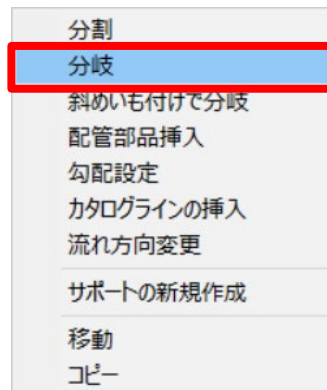 分割
分岐
斜めいも付けで分岐
配管部品挿入
勾配設定
カタログラインの挿入
流れ方向変更
サポートの新規作成
移動
コピー